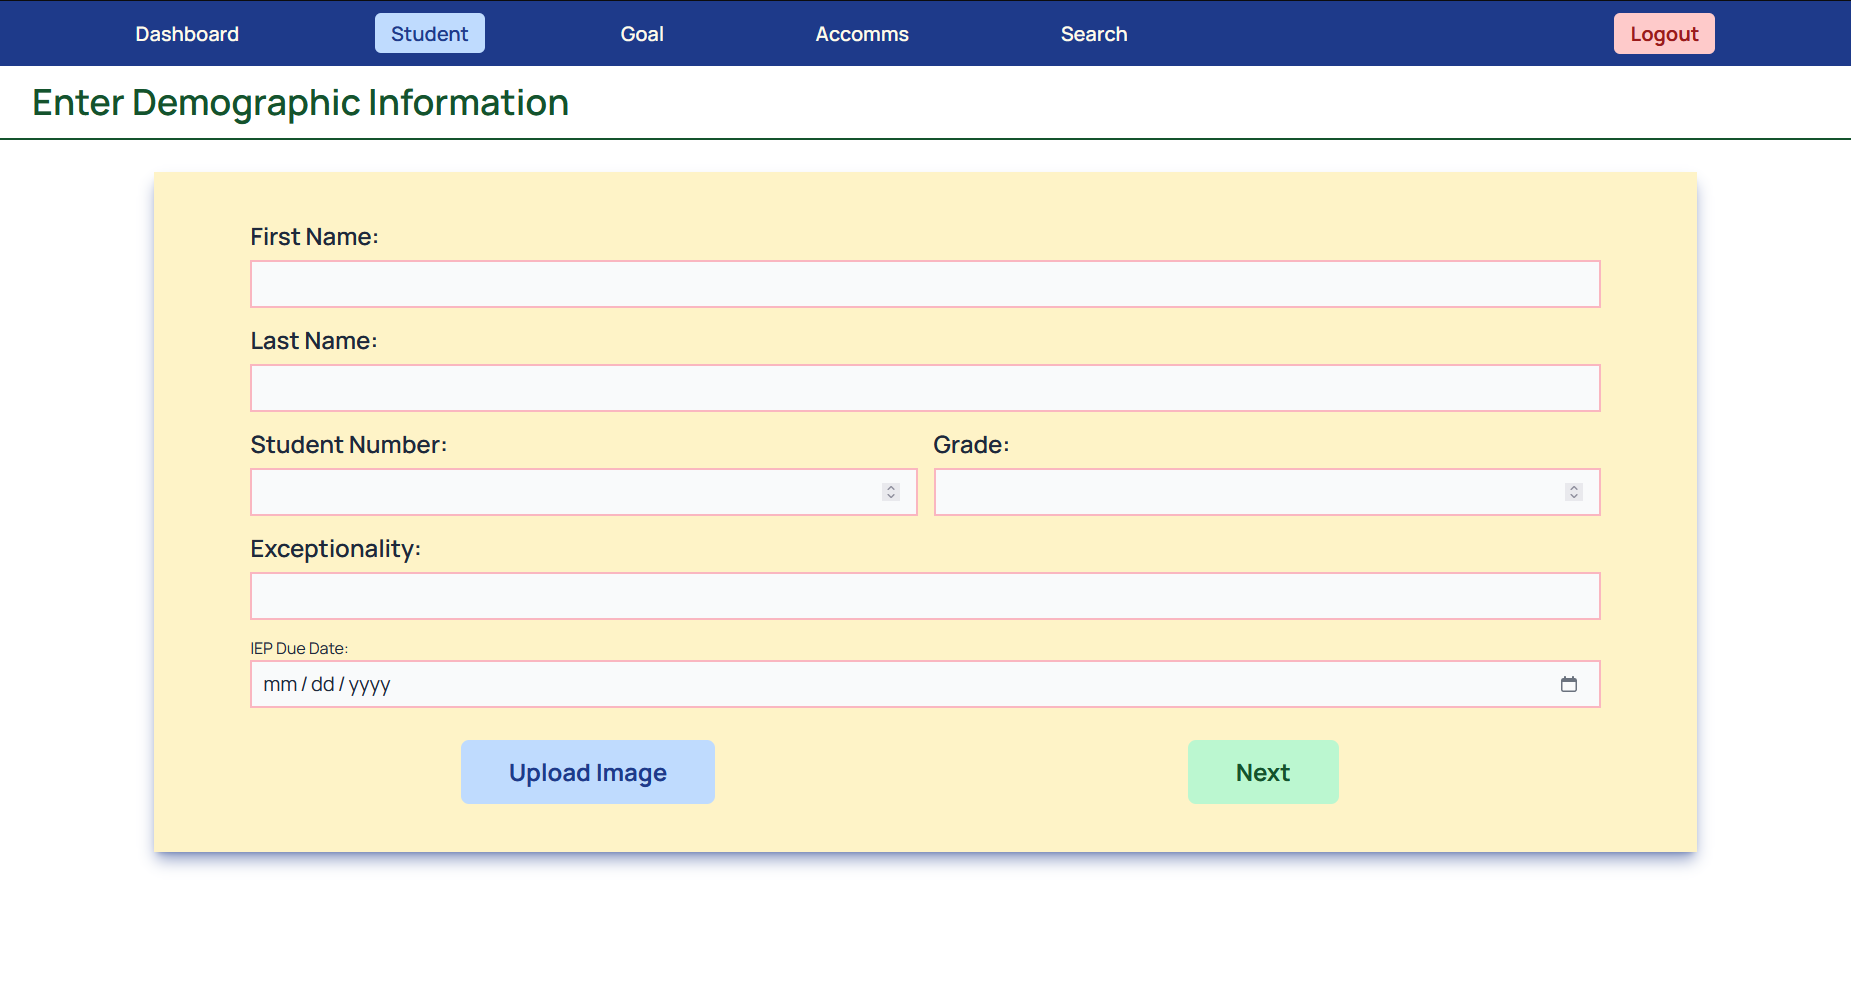 Dashboard Student Goal Accomms Search Logout
Enter Demographic Information
First Name:
Last Name:
Student Number: Grade:
Exceptionality:
IEP Due Date:
mm/dd/yyyy
Upload Image Next